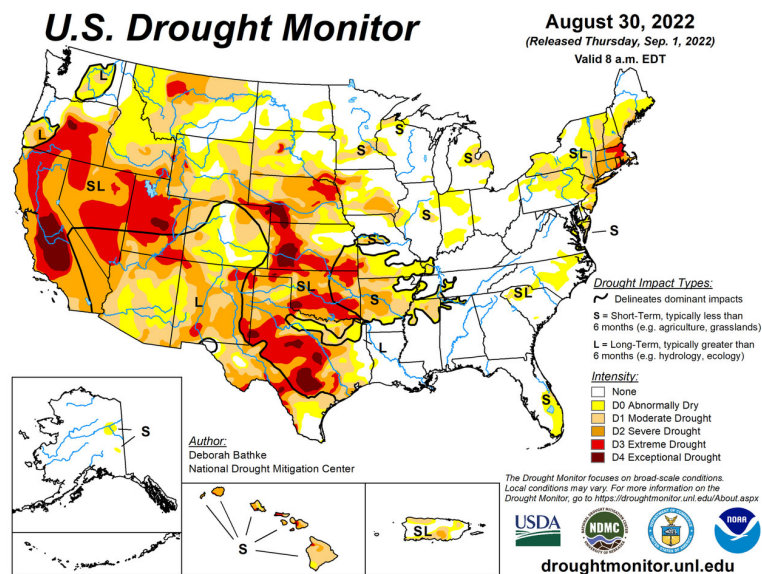 U.S. Drought Monitor
August 30, 2022
(Released Thursday, Sep. 1, 2022)
Valid 8 a.m. EDT
L
L
S
S
S
SL
SL
S
S
S
SL
S
L
SL
L
S
S
Drought Impact Types:
Delineates dominant impacts
S = Short-Term, typically less than
6 months (e.g. agriculture, grasslands)
L = Long-Term, typically greater than
6 months (e.g. hydrology, ecology)
Intensity:
None
D0 Abnormally Dry
D1 Moderate Drought
D2 Severe Drought
D3 Extreme Drought
D4 Exceptional Drought
S
Author:
Deborah Bathke
National Drought Mitigation Center
S
SL
The Drought Monitor focuses on broad-scale conditions.
Local conditions may vary. For more information on the
Drought Monitor, go to https://droughtmonitor.unl.edu/About.aspx
USDA
NDMC
NOAA
droughtmonitor.unl.edu